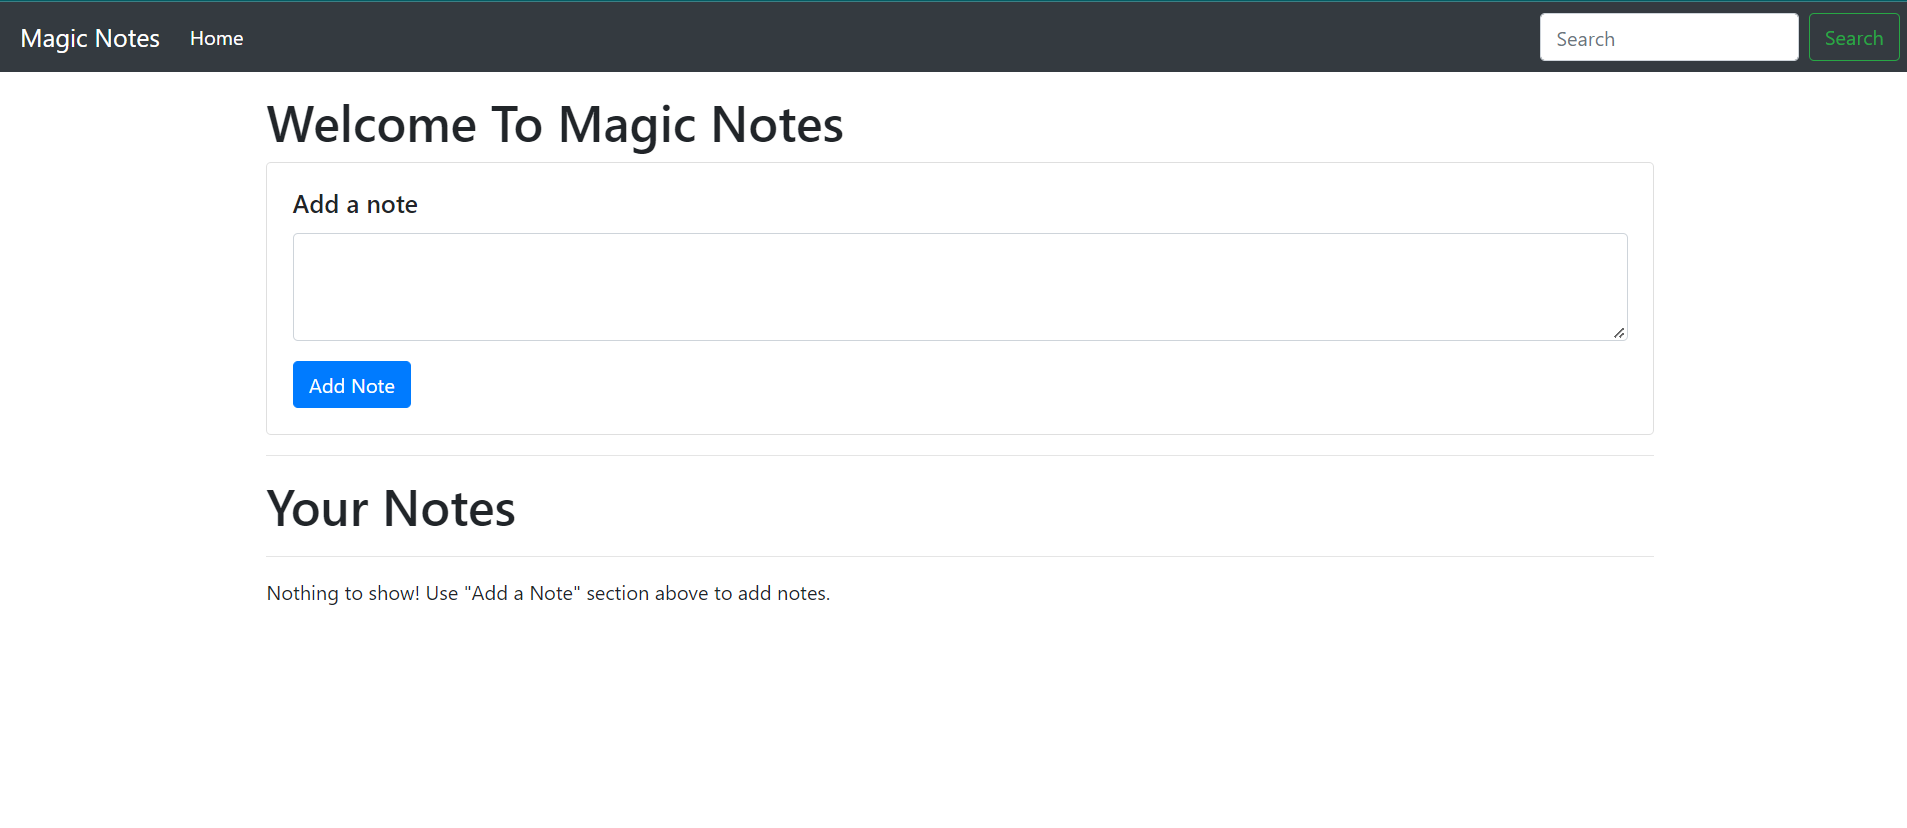 Magic Notes Home Search Search
Welcome To Magic Notes
Add a note
Add Note
Your Notes
Nothing to show! Use "Add a Note" section above to add notes.